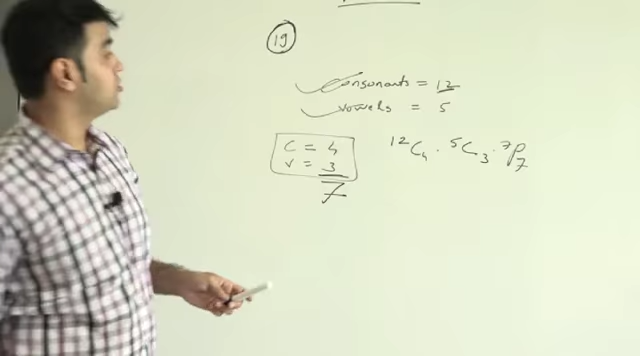 19
consonants = 12
vowels = 5
C = 4
V = 3
7
¹²C₄ · ⁵C₃ · ⁷P₇